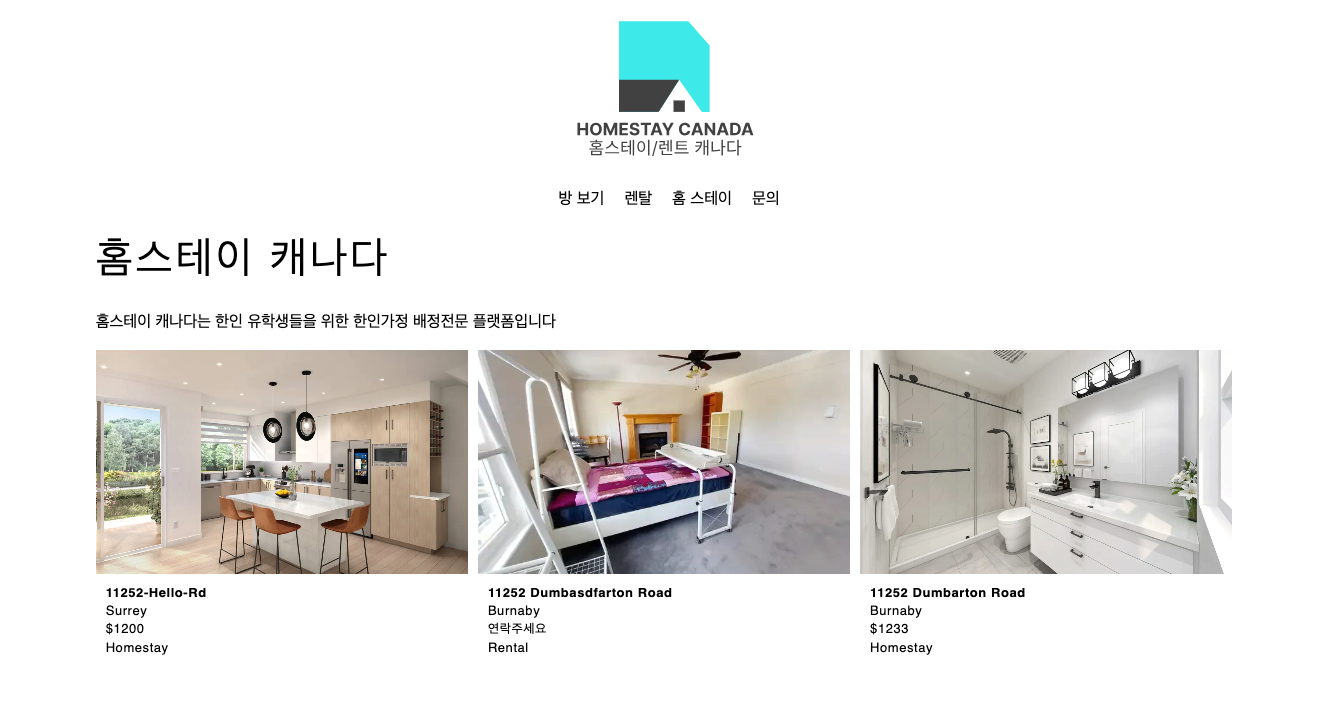 HOMESTAY CANADA
홈스테이/렌트 캐나다
방 보기 렌탈 홈 스테이 문의
홈스테이 캐나다
홈스테이 캐나다는 한인 유학생들을 위한 한인가정 배정전문 플랫폼입니다
11252-Hello-Rd
Surrey
$1200
Homestay
11252 Dumbasdfarton Road
Burnaby
연락주세요
Rental
11252 Dumbarton Road
Burnaby
$1233
Homestay